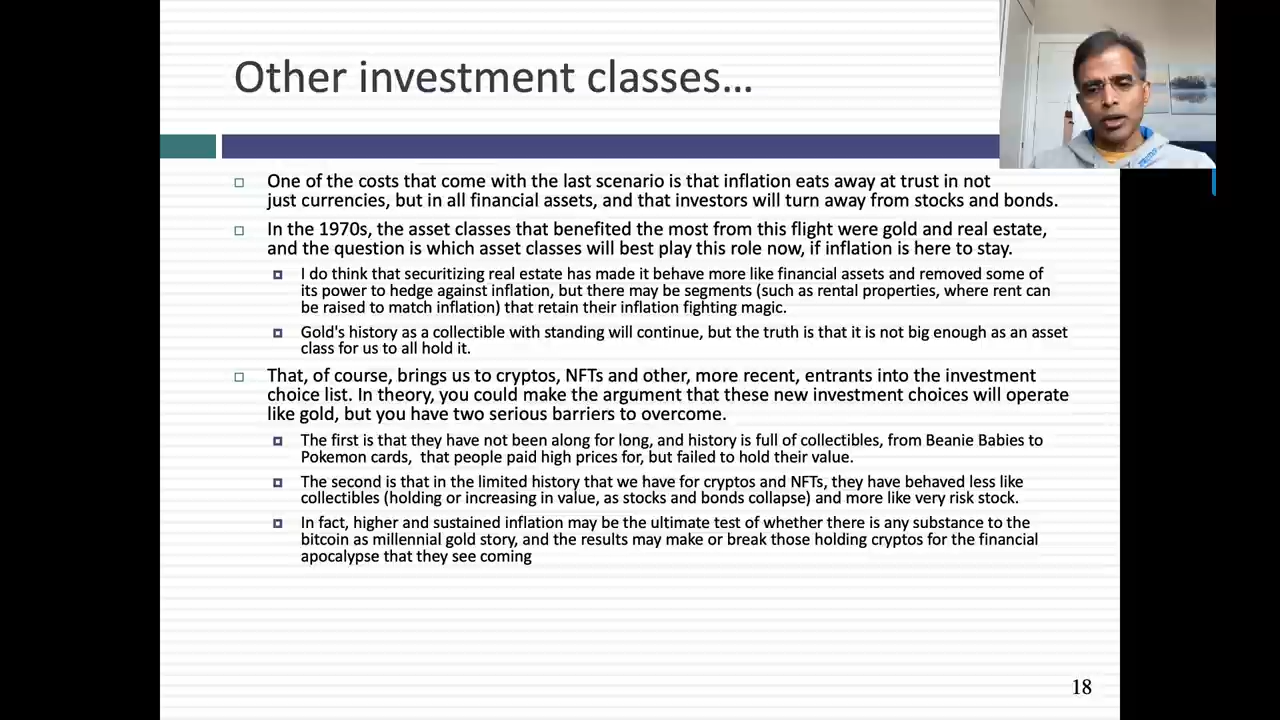 Other investment classes…
One of the costs that come with the last scenario is that inflation eats away at trust in not
just currencies, but in all financial assets, and that investors will turn away from stocks and bonds.
In the 1970s, the asset classes that benefited the most from this flight were gold and real estate,
and the question is which asset classes will best play this role now, if inflation is here to stay.
I do think that securitizing real estate has made it behave more like financial assets and removed some of
its power to hedge against inflation, but there may be segments (such as rental properties, where rent can
be raised to match inflation) that retain their inflation fighting magic.
Gold's history as a collectible with standing will continue, but the truth is that it is not big enough as an asset
class for us to all hold it.
That, of course, brings us to cryptos, NFTs and other, more recent, entrants into the investment
choice list. In theory, you could make the argument that these new investment choices will operate
like gold, but you have two serious barriers to overcome.
The first is that they have not been along for long, and history is full of collectibles, from Beanie Babies to
Pokemon cards, that people paid high prices for, but failed to hold their value.
The second is that in the limited history that we have for cryptos and NFTs, they have behaved less like
collectibles (holding or increasing in value, as stocks and bonds collapse) and more like very risk stock.
In fact, higher and sustained inflation may be the ultimate test of whether there is any substance to the
bitcoin as millennial gold story, and the results may make or break those holding cryptos for the financial
apocalypse that they see coming
18